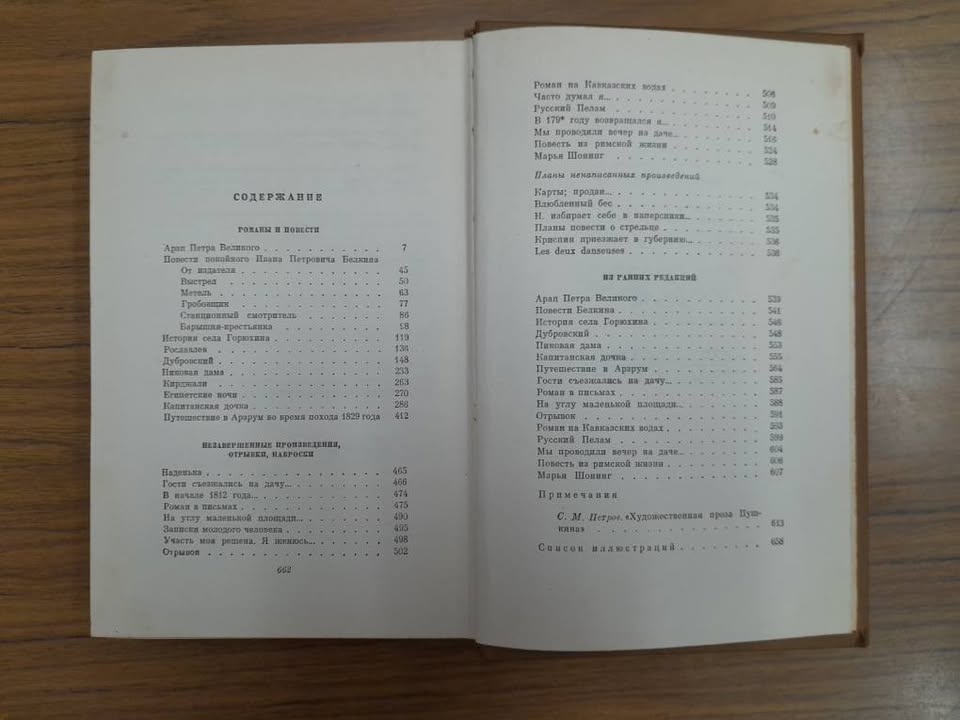 СОДЕРЖАНИЕ
РОМАНЫ И ПОВЕСТИ
Арап Петра Великого . . . . . . . . . . . 7
Повести покойного Ивана Петровича Белкина
От издателя . . . . . . . . . . . . . 45
Выстрел . . . . . . . . . . . . . . . 50
Метель . . . . . . . . . . . . . . . 63
Гробовщик . . . . . . . . . . . . . 77
Станционный смотритель . . . . . . . . 86
Барышня-крестьянка . . . . . . . . . 98
История села Горюхина . . . . . . . . . . 119
Рославлев . . . . . . . . . . . . . . . 136
Дубровский . . . . . . . . . . . . . . . 148
Пиковая дама . . . . . . . . . . . . . . 233
Кирджали . . . . . . . . . . . . . . . 263
Египетские ночи . . . . . . . . . . . . . 270
Капитанская дочка . . . . . . . . . . . . 286
Путешествие в Арзрум во время похода 1829 года 412
НЕЗАВЕРШЕННЫЕ ПРОИЗВЕДЕНИЯ,
ОТРЫВКИ, НАБРОСКИ
Наденька . . . . . . . . . . . . . . . 465
Гости съезжались на дачу... . . . . . . . . 466
В начале 1812 года... . . . . . . . . . . . 474
Роман в письмах . . . . . . . . . . . . 475
На углу маленькой площади... . . . . . . . 490
Записки молодого человека . . . . . . . . . 495
Участь моя решена. Я женюсь... . . . . . . 498
Отрывок . . . . . . . . . . . . . . . 502
662
Роман на Кавказских водах . . . . . . . . 506
Часто думал я... . . . . . . . . . . . . 509
Русский Пелам . . . . . . . . . . . . . 510
В 179* году возвращался я... . . . . . . . 514
Мы проводили вечер на даче... . . . . . . . 516
Повесть из римской жизни . . . . . . . . 524
Марья Шонинг . . . . . . . . . . . . . 528
Планы ненаписанных произведений
Карты; продан... . . . . . . . . . . . . 534
Влюбленный бес . . . . . . . . . . . . 534
Н. избирает себе в наперсники... . . . . . . 535
Планы повести о стрельце . . . . . . . . . 535
Криспин приезжает в губернию... . . . . . . 536
Les deux danseuses . . . . . . . . . . . 536
ИЗ РАННИХ РЕДАКЦИЙ
Арап Петра Великого . . . . . . . . . . 539
Повести Белкина . . . . . . . . . . . . 541
История села Горюхина . . . . . . . . . . 546
Дубровский . . . . . . . . . . . . . . 548
Пиковая дама . . . . . . . . . . . . . 553
Капитанская дочка . . . . . . . . . . . 555
Путешествие в Арзрум . . . . . . . . . . 564
Гости съезжались на дачу... . . . . . . . . 585
Роман в письмах . . . . . . . . . . . . 587
На углу маленькой площади... . . . . . . . 588
Отрывок . . . . . . . . . . . . . . . 591
Роман на Кавказских водах . . . . . . . . 593
Русский Пелам . . . . . . . . . . . . . 599
Мы проводили вечер на даче... . . . . . . . 604
Повесть из римской жизни . . . . . . . . 606
Марья Шонинг . . . . . . . . . . . . . 607
Примечания
С. М. Петров. «Художественная проза Пуш-
кина» . . . . . . . . . . . . . . . 613
Список иллюстраций . . . . . . . . 658